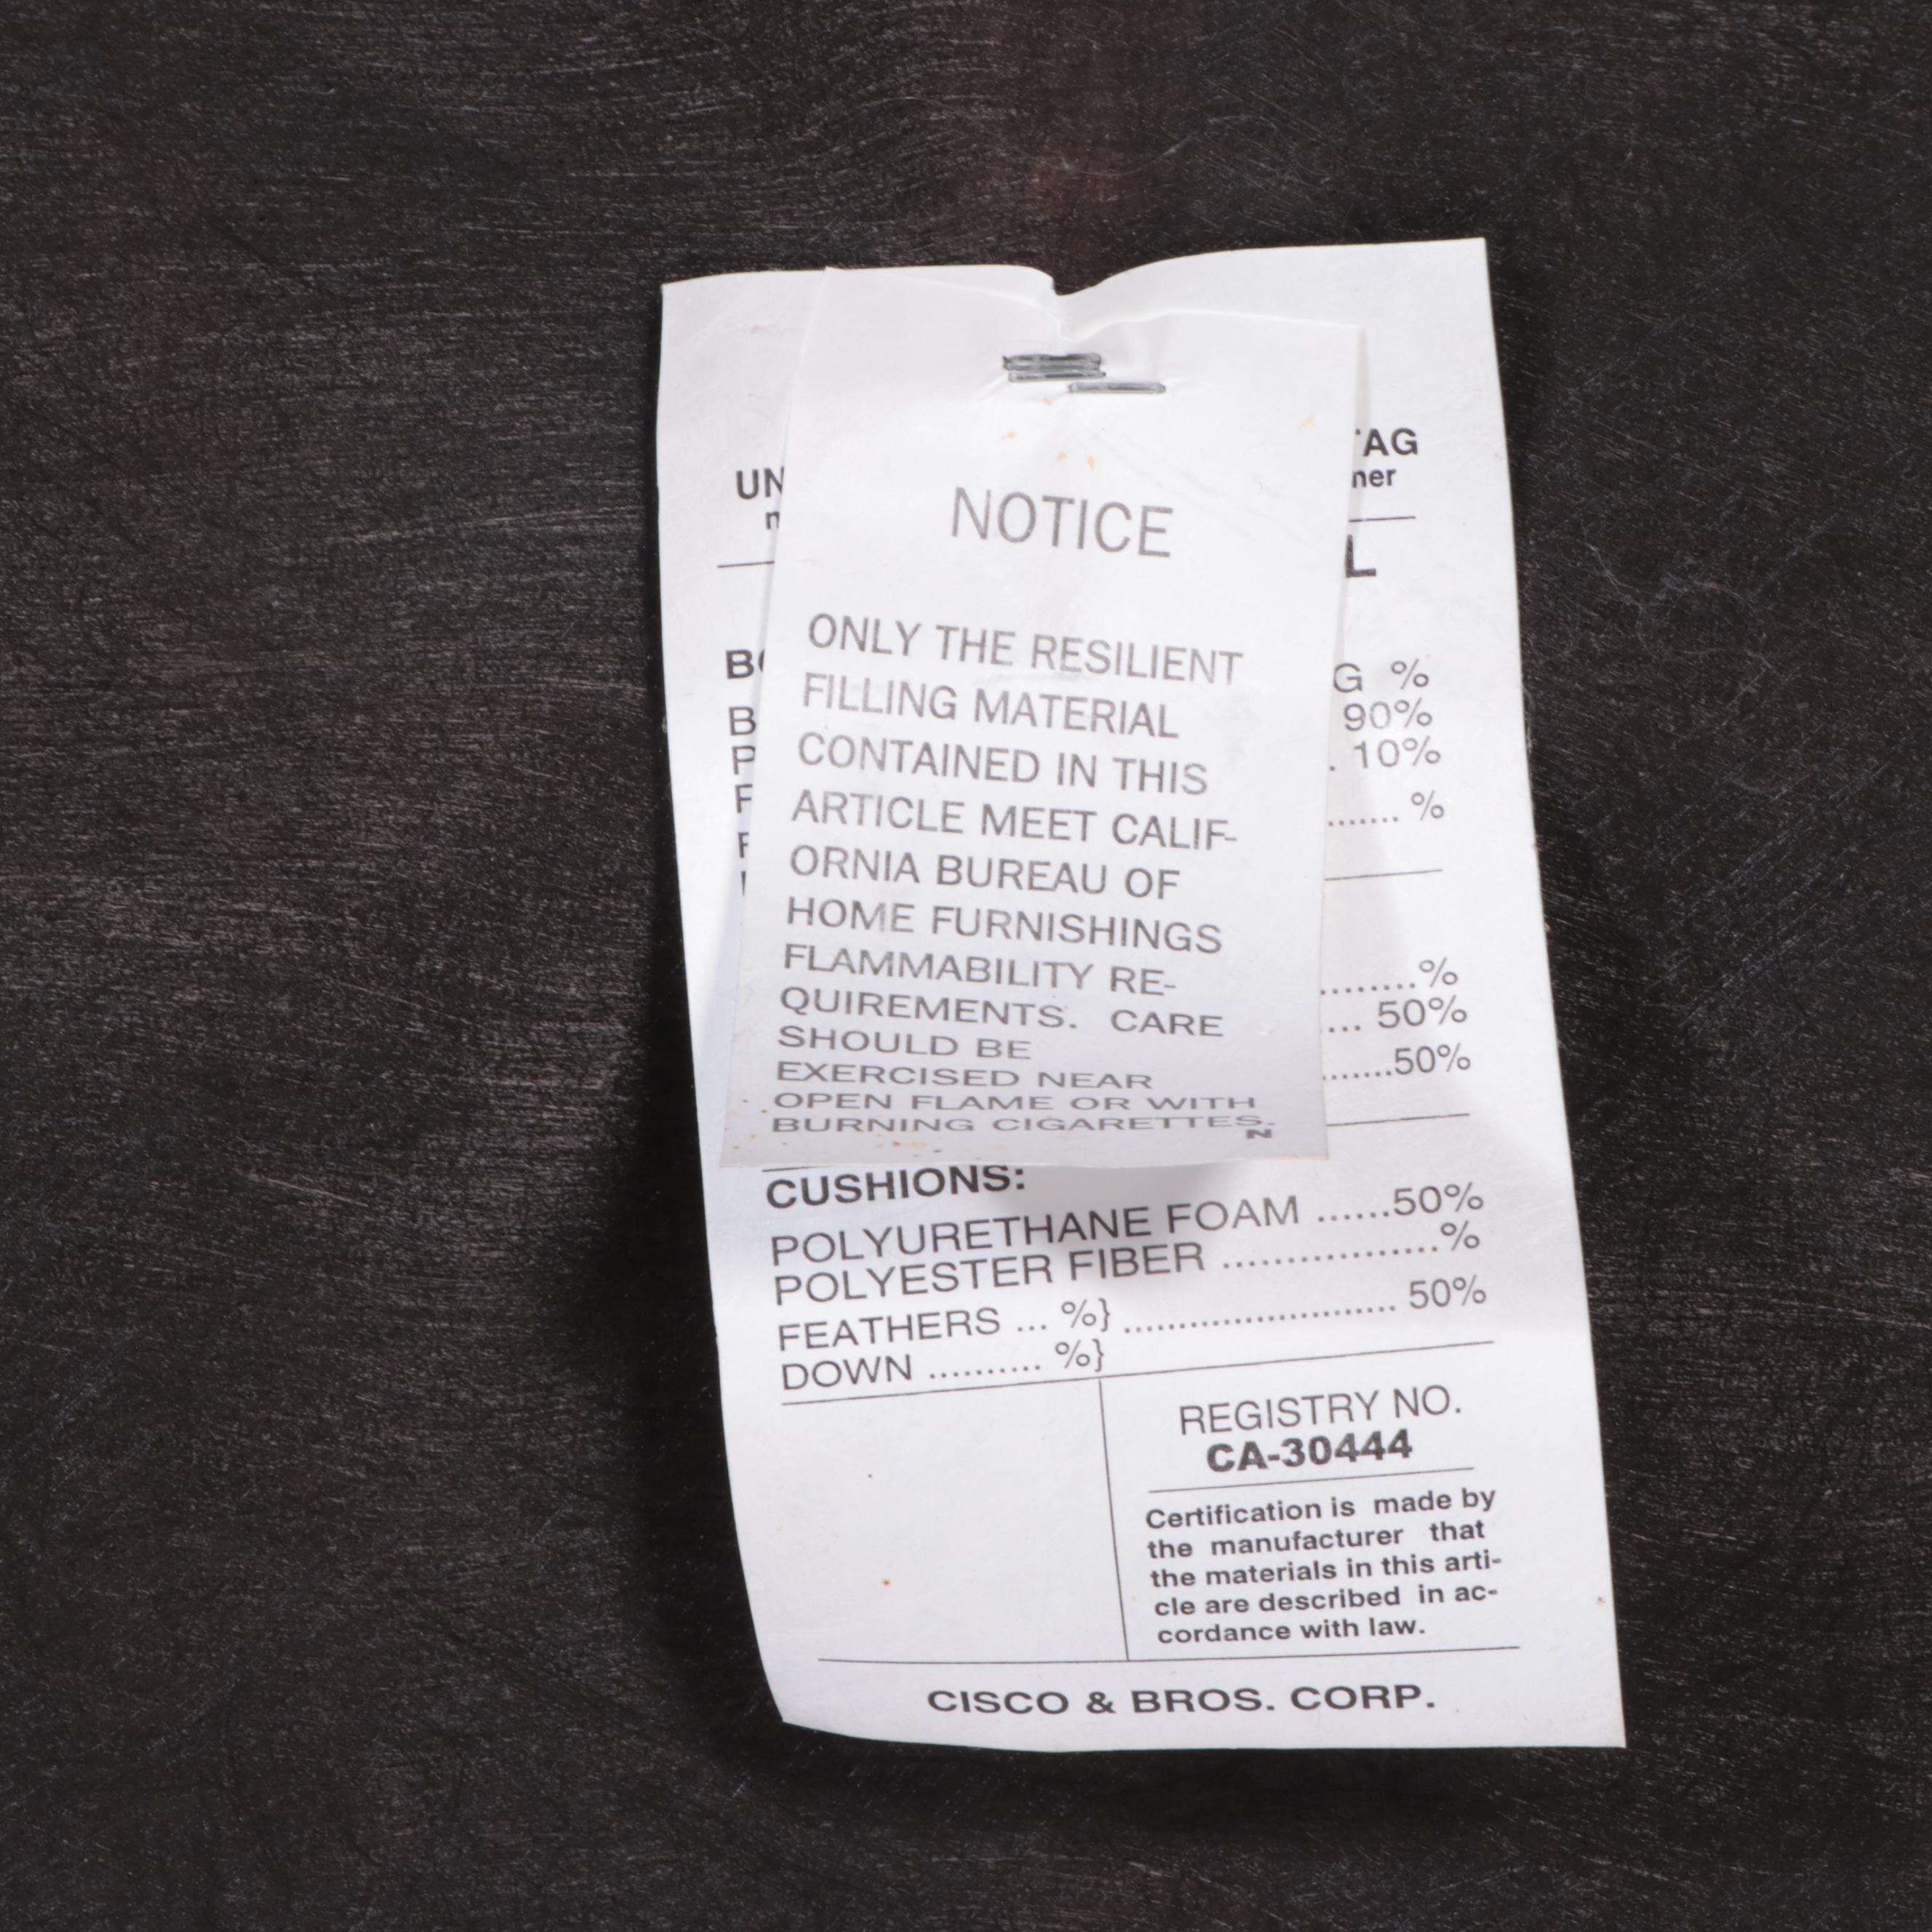 NOTICE
ONLY THE RESILIENT
FILLING MATERIAL
CONTAINED IN THIS
ARTICLE MEET CALIF-
ORNIA BUREAU OF
HOME FURNISHINGS
FLAMMABILITY RE-
QUIREMENTS. CARE
SHOULD BE
EXERCISED NEAR
OPEN FLAME OR WITH
BURNING CIGARETTES.
N
%
90%
10%
%
%
50%
50%
CUSHIONS:
POLYURETHANE FOAM ......50%
POLYESTER FIBER .................%
FEATHERS ... %} ........................ 50%
DOWN .......... %}
REGISTRY NO.
CA-30444
Certification is made by
the manufacturer that
the materials in this arti-
cle are described in ac-
cordance with law.
CISCO & BROS. CORP.